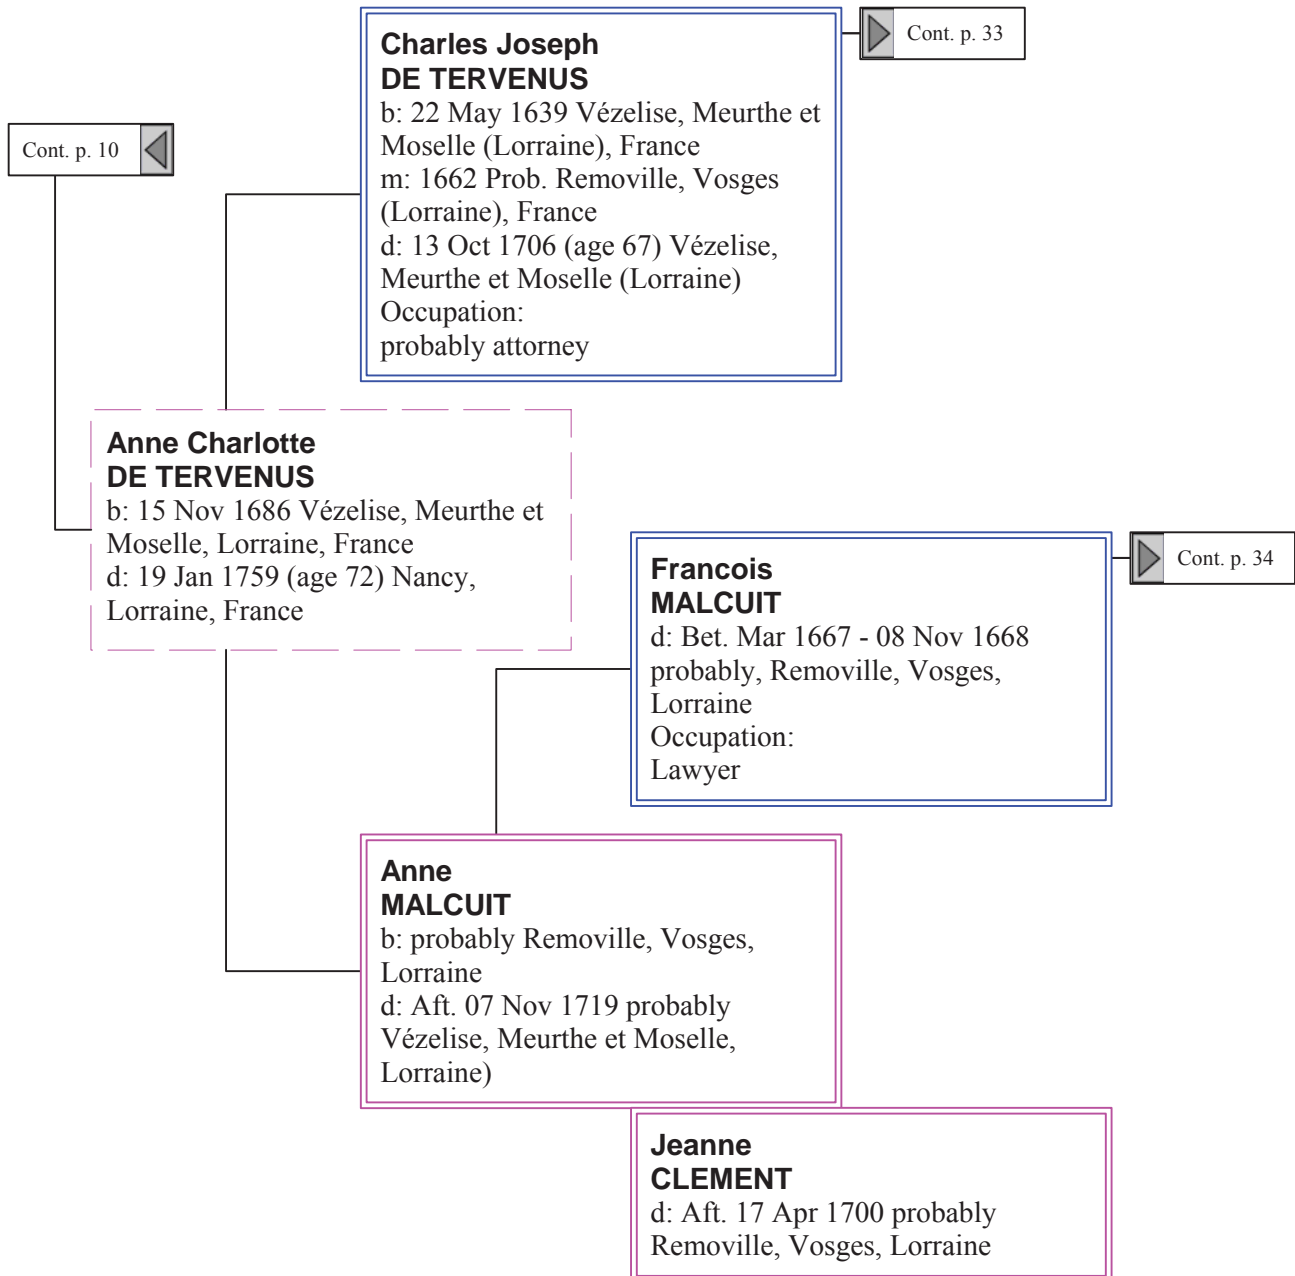 Charles Joseph
DE TERVENUS
b: 22 May 1639 Vézelise, Meurthe et
Moselle (Lorraine), France
m: 1662 Prob. Removille, Vosges
(Lorraine), France
d: 13 Oct 1706 (age 67) Vézelise,
Meurthe et Moselle (Lorraine)
Occupation:
probably attorney
Cont. p. 33
Cont. p. 10
Anne Charlotte
DE TERVENUS
b: 15 Nov 1686 Vézelise, Meurthe et
Moselle, Lorraine, France
d: 19 Jan 1759 (age 72) Nancy,
Lorraine, France
Francois
MALCUIT
d: Bet. Mar 1667 - 08 Nov 1668
probably, Removille, Vosges,
Lorraine
Occupation:
Lawyer
Cont. p. 34
Anne
MALCUIT
b: probably Removille, Vosges,
Lorraine
d: Aft. 07 Nov 1719 probably
Vézelise, Meurthe et Moselle,
Lorraine)
Jeanne
CLEMENT
d: Aft. 17 Apr 1700 probably
Removille, Vosges, Lorraine